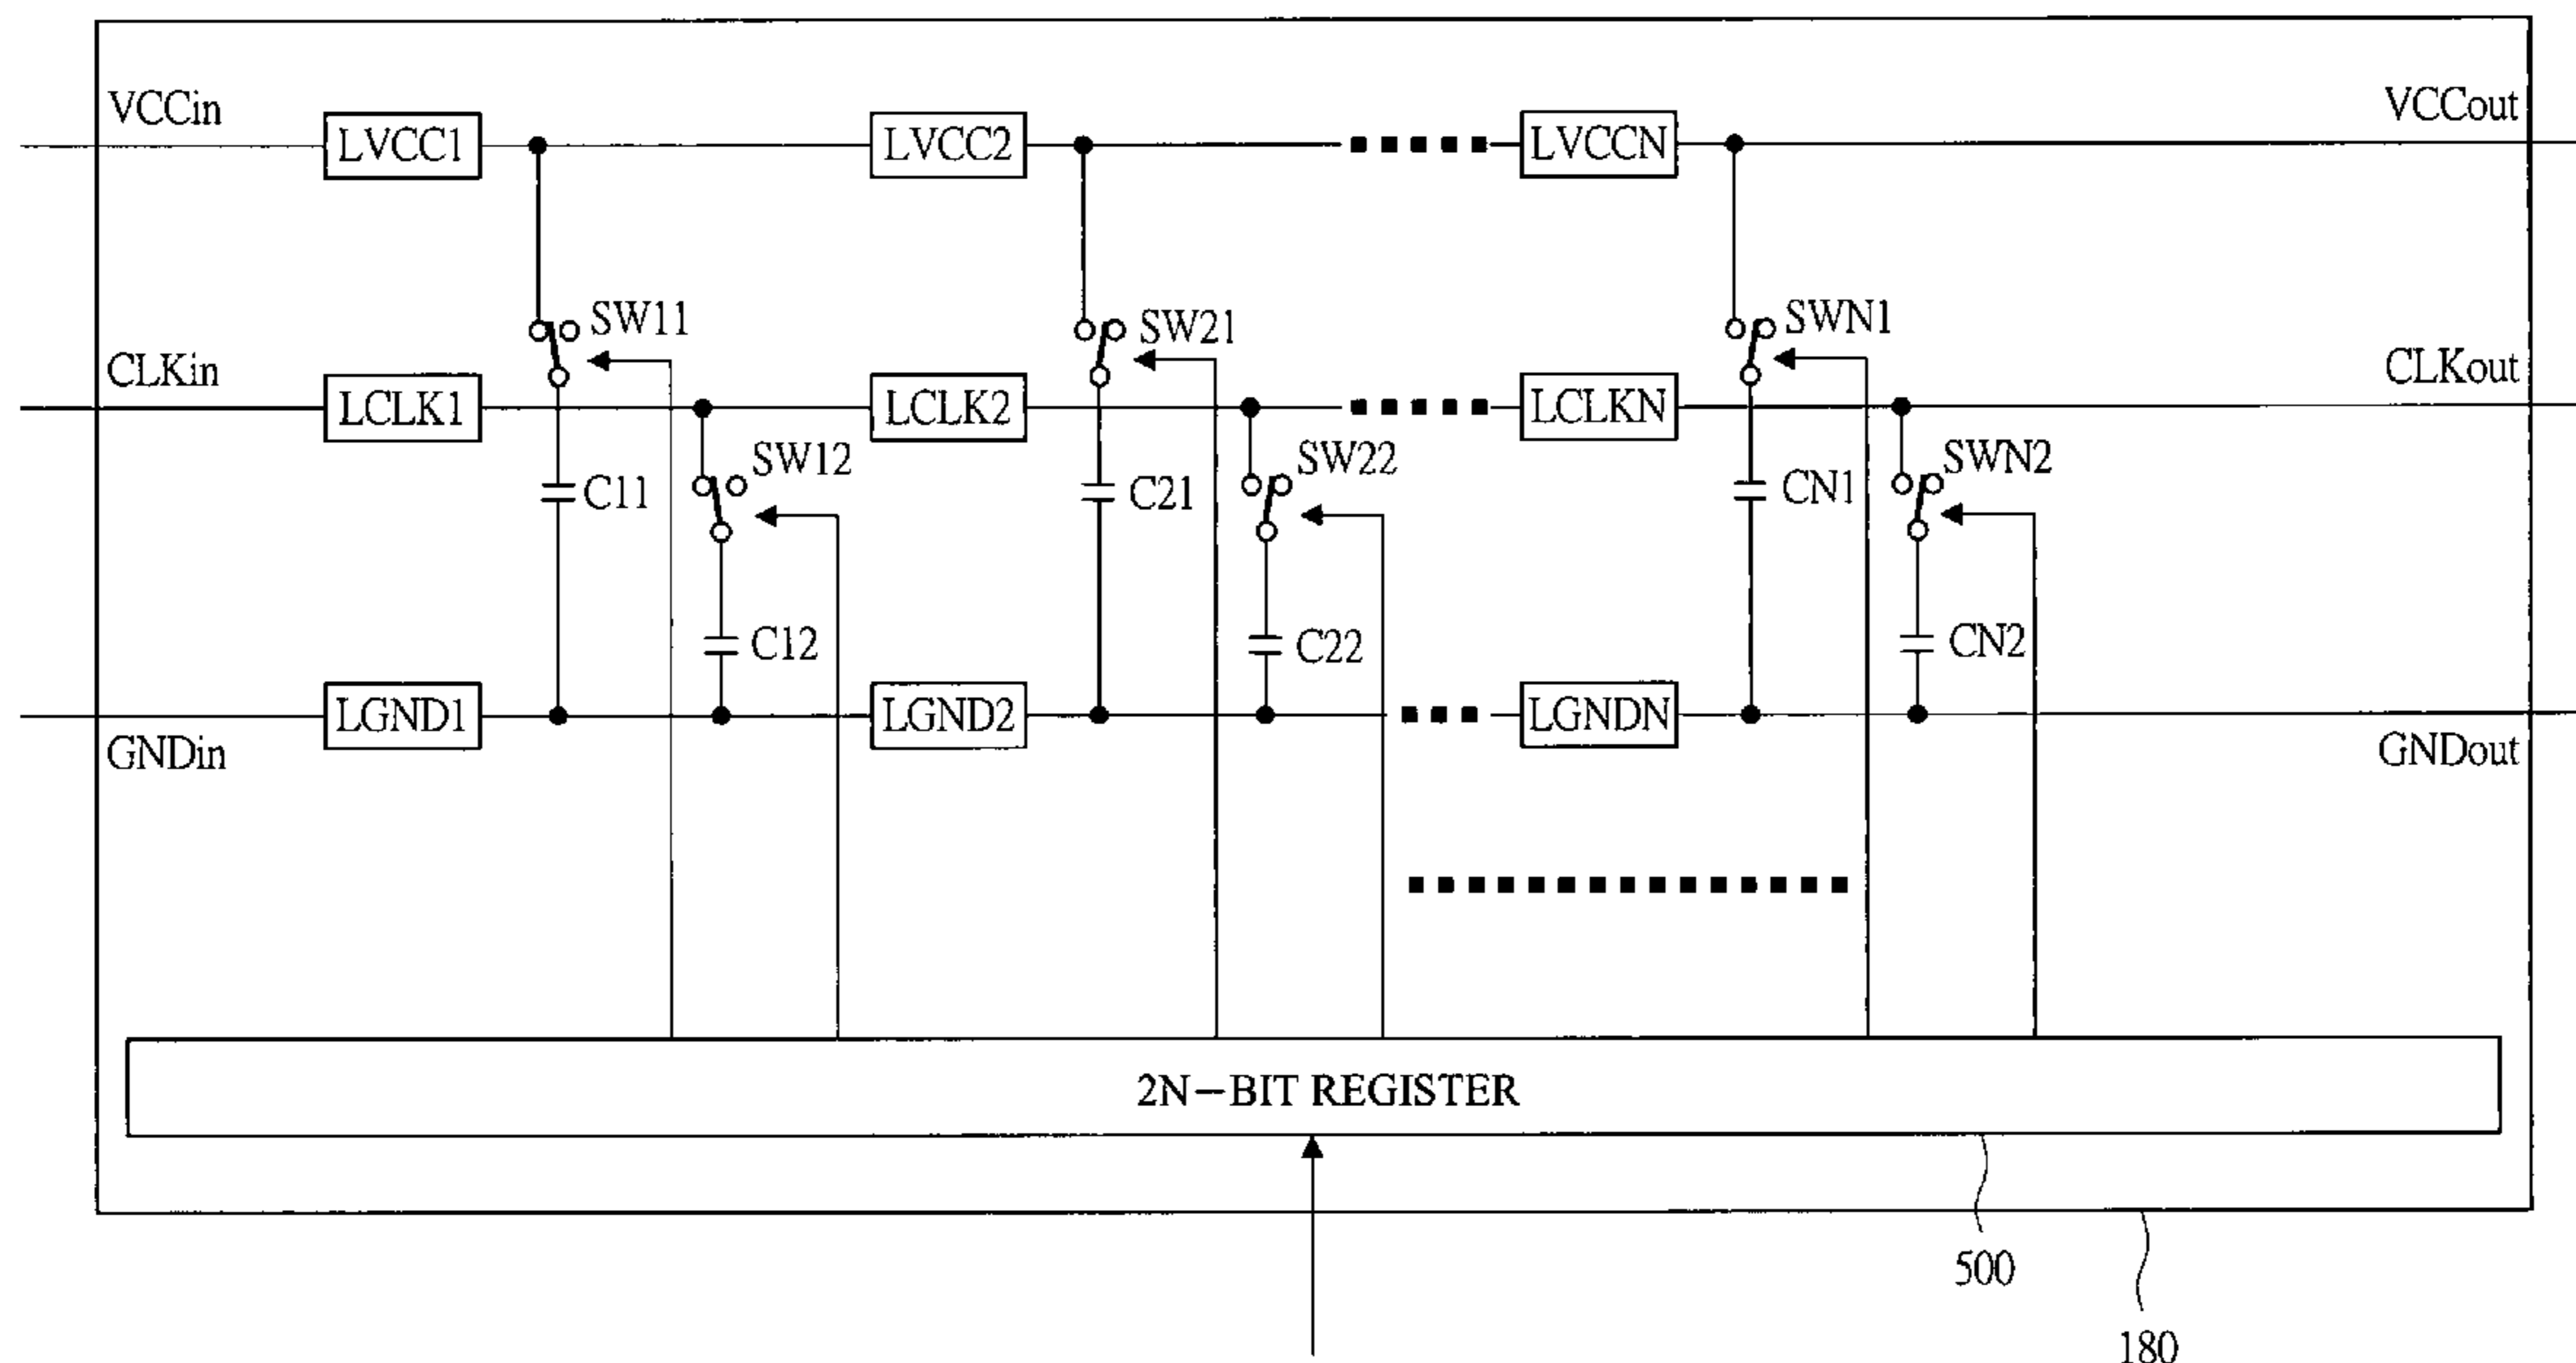 VCCin
VCCout
LVCC1
LVCC2
LVCCN
SW11
SW21
SWN1
CLKin
CLKout
LCLK1
LCLK2
LCLKN
SW12
SW22
SWN2
C11
C21
CN1
C12
C22
CN2
LGND1
LGND2
LGNDN
GNDin
GNDout
2N-BIT REGISTER
500
180